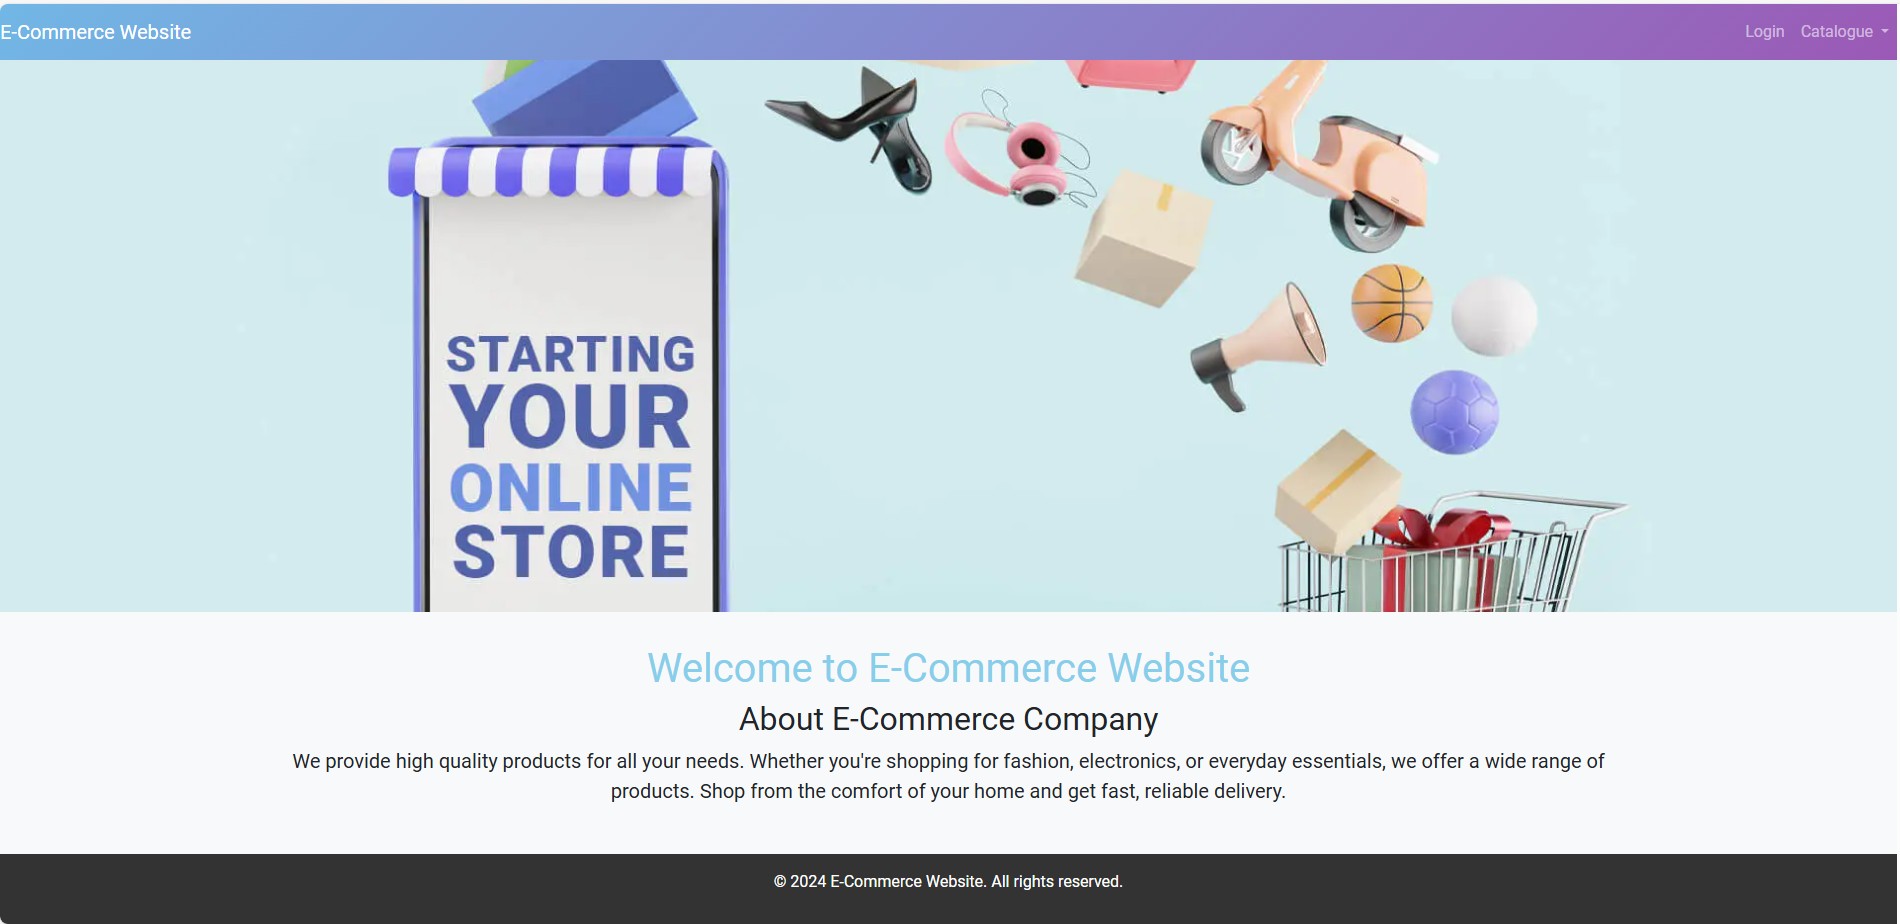 E-Commerce Website
Login
Catalogue
STARTING
YOUR
ONLINE
STORE
Welcome to E-Commerce Website
About E-Commerce Company
We provide high quality products for all your needs. Whether you're shopping for fashion, electronics, or everyday essentials, we offer a wide range of
products. Shop from the comfort of your home and get fast, reliable delivery.
© 2024 E-Commerce Website. All rights reserved.